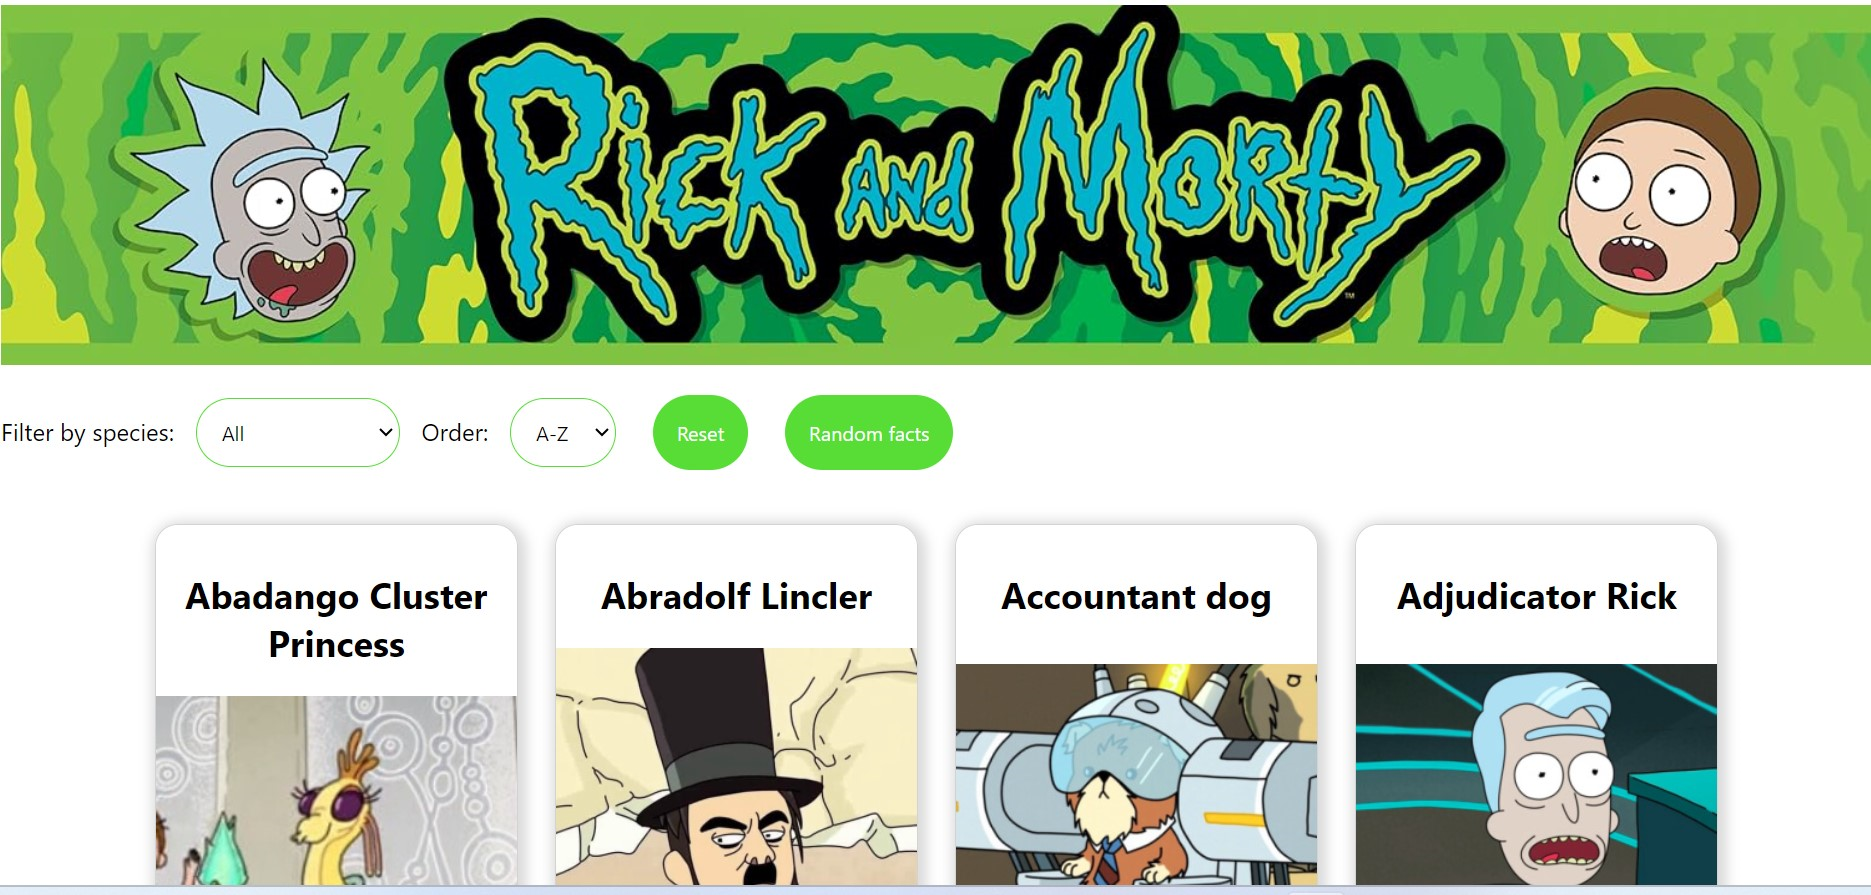 Rick and Morty
TM
Filter by species: All Order: A-Z Reset Random facts
Abadango Cluster
Princess
Abradolf Lincler
Accountant dog
Adjudicator Rick